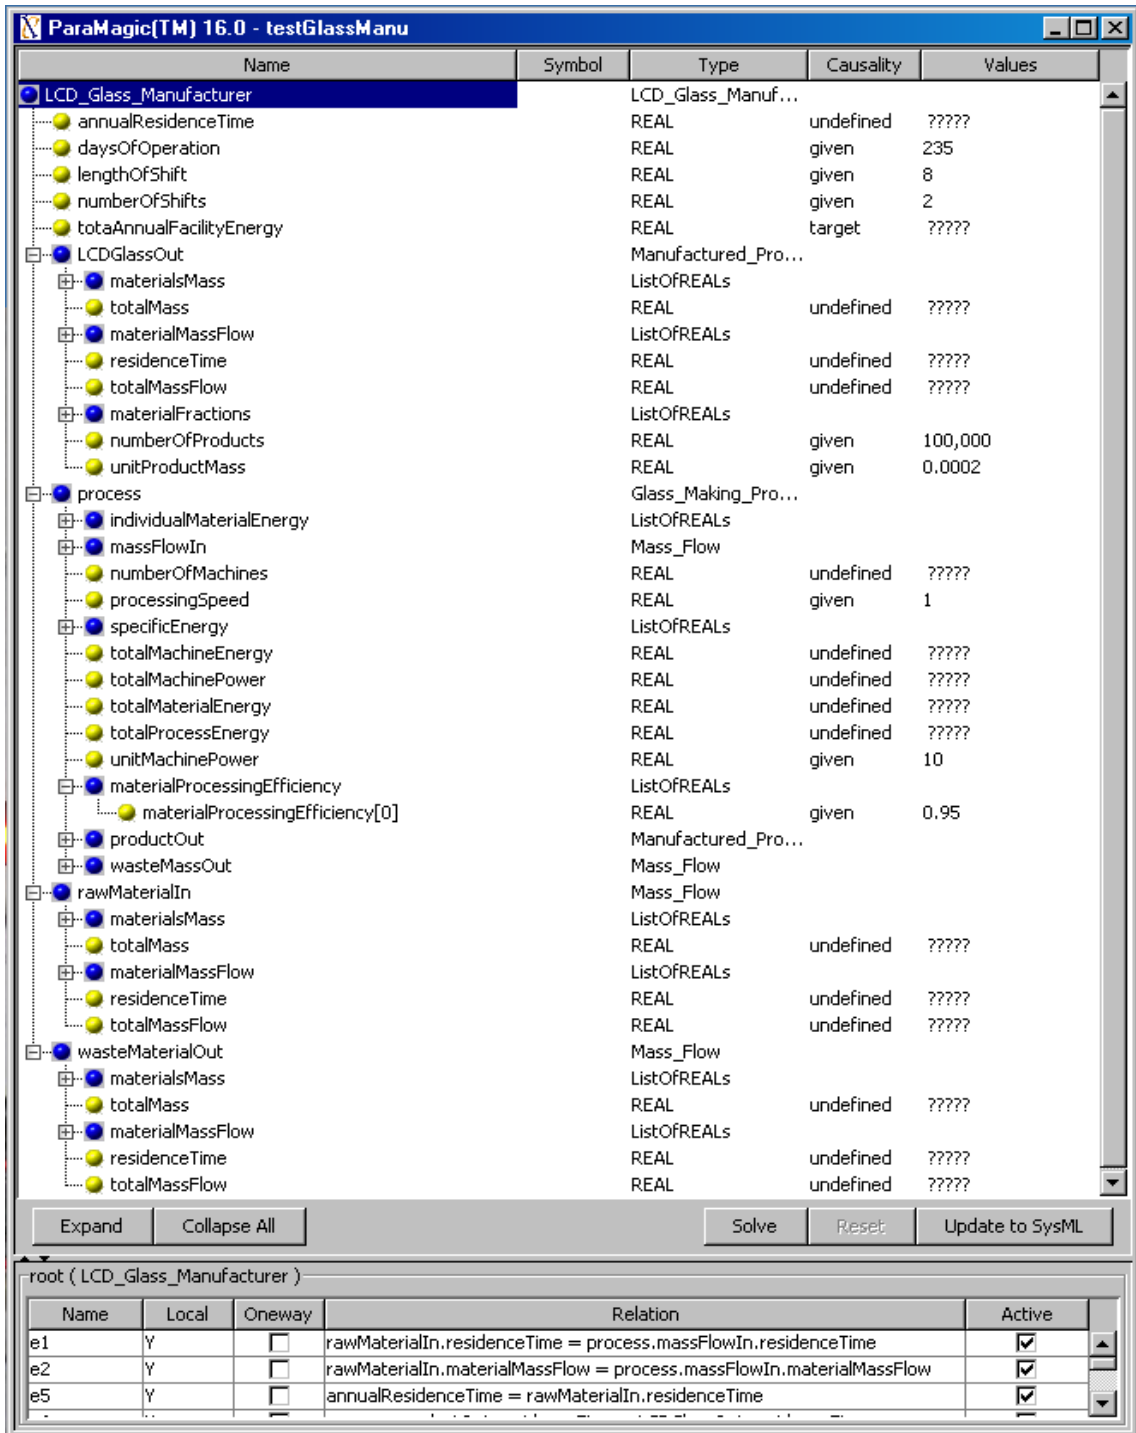 ParaMagic(TM) 16.0 - testGlassManu
Name Symbol Type Causality Values
LCD_Glass_Manufacturer LCD_Glass_Manuf...
annualResidenceTime REAL undefined ?????
daysOfOperation REAL given 235
lengthOfShift REAL given 8
numberOfShifts REAL given 2
totaAnnualFacilityEnergy REAL target ?????
LCDGlassOut Manufactured_Pro...
materialsMass ListOfREALs
totalMass REAL undefined ?????
materialMassFlow ListOfREALs
residenceTime REAL undefined ?????
totalMassFlow REAL undefined ?????
materialFractions ListOfREALs
numberOfProducts REAL given 100,000
unitProductMass REAL given 0.0002
process Glass_Making_Pro...
individualMaterialEnergy ListOfREALs
massFlowIn Mass_Flow
numberOfMachines REAL undefined ?????
processingSpeed REAL given 1
specificEnergy ListOfREALs
totalMachineEnergy REAL undefined ?????
totalMachinePower REAL undefined ?????
totalMaterialEnergy REAL undefined ?????
totalProcessEnergy REAL undefined ?????
unitMachinePower REAL given 10
materialProcessingEfficiency ListOfREALs
materialProcessingEfficiency[0] REAL given 0.95
productOut Manufactured_Pro...
wasteMassOut Mass_Flow
rawMaterialIn Mass_Flow
materialsMass ListOfREALs
totalMass REAL undefined ?????
materialMassFlow ListOfREALs
residenceTime REAL undefined ?????
totalMassFlow REAL undefined ?????
wasteMaterialOut Mass_Flow
materialsMass ListOfREALs
totalMass REAL undefined ?????
materialMassFlow ListOfREALs
residenceTime REAL undefined ?????
totalMassFlow REAL undefined ?????
Expand Collapse All Solve Reset Update to SysML
root ( LCD_Glass_Manufacturer )
Name Local Oneway Relation Active
e1 Y rawMaterialIn.residenceTime = process.massFlowIn.residenceTime
e2 Y rawMaterialIn.materialMassFlow = process.massFlowIn.materialMassFlow
e5 Y annualResidenceTime = rawMaterialIn.residenceTime